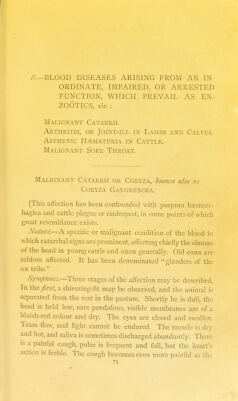 B.—BLOOD DISEASES ARISING FROM AN IN-
ORDINATE, IMPAIRED, OR ARRESTED
FUNCTION, WHICH PREVAIL AS EN-
ZOÖTICS, viz.:
Malignant Catarrh.
Arthritis, or Joint-ill in Lambs and Calves.
Asthenic Hæmaturia in Cattle.
Malignant Sore Throat.
Malignant Catarrh or Coryza, known also as
Coryza Gangrenoza.
[This affection has been confounded with purpura hæmorr-
hagica and cattle plague or rinderpest, in some points of which
great resemblance exists.
Nature.—A specific or malignant condition of the blood in
which catarrhal signs are prominent, affecting chiefly the sinuses
of the head in young cattle and oxen generally. Old cows are
seldom affected. It has been denominated "glanders of the
ox tribe."
Symptoms.—Three stages of the affection may be described.
In the first, a shivering-fit may be observed, and the animal is
separated from the rest in the pasture. Shortly he is dull, the
head is held low, ears pendulous, visible membranes are of a
bluish-red colour and dry. The eyes are closed and swollen.
Tears flow, and light cannot be endured. The muzzle is dry
and hot, and saliva is sometimes discharged abundantly. There
is a painful cough, pulse is frequent and full, but the heart's
action is feeble. The cough becomes even more painful as the
71